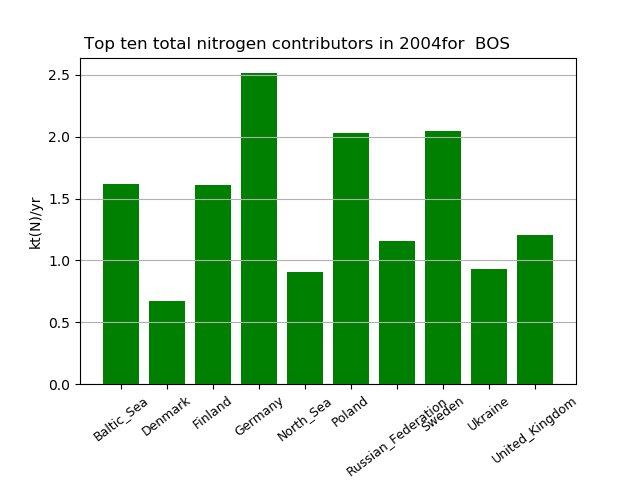 Top ten total nitrogen contributors in 2004for  BOS
2.5
2.0
1.5
1.0
0.5
0.0
kt(N)/yr
Baltic_Sea
Denmark
Finland
Germany
North_Sea
Poland
Russian_Federation
Sweden
Ukraine
United_Kingdom